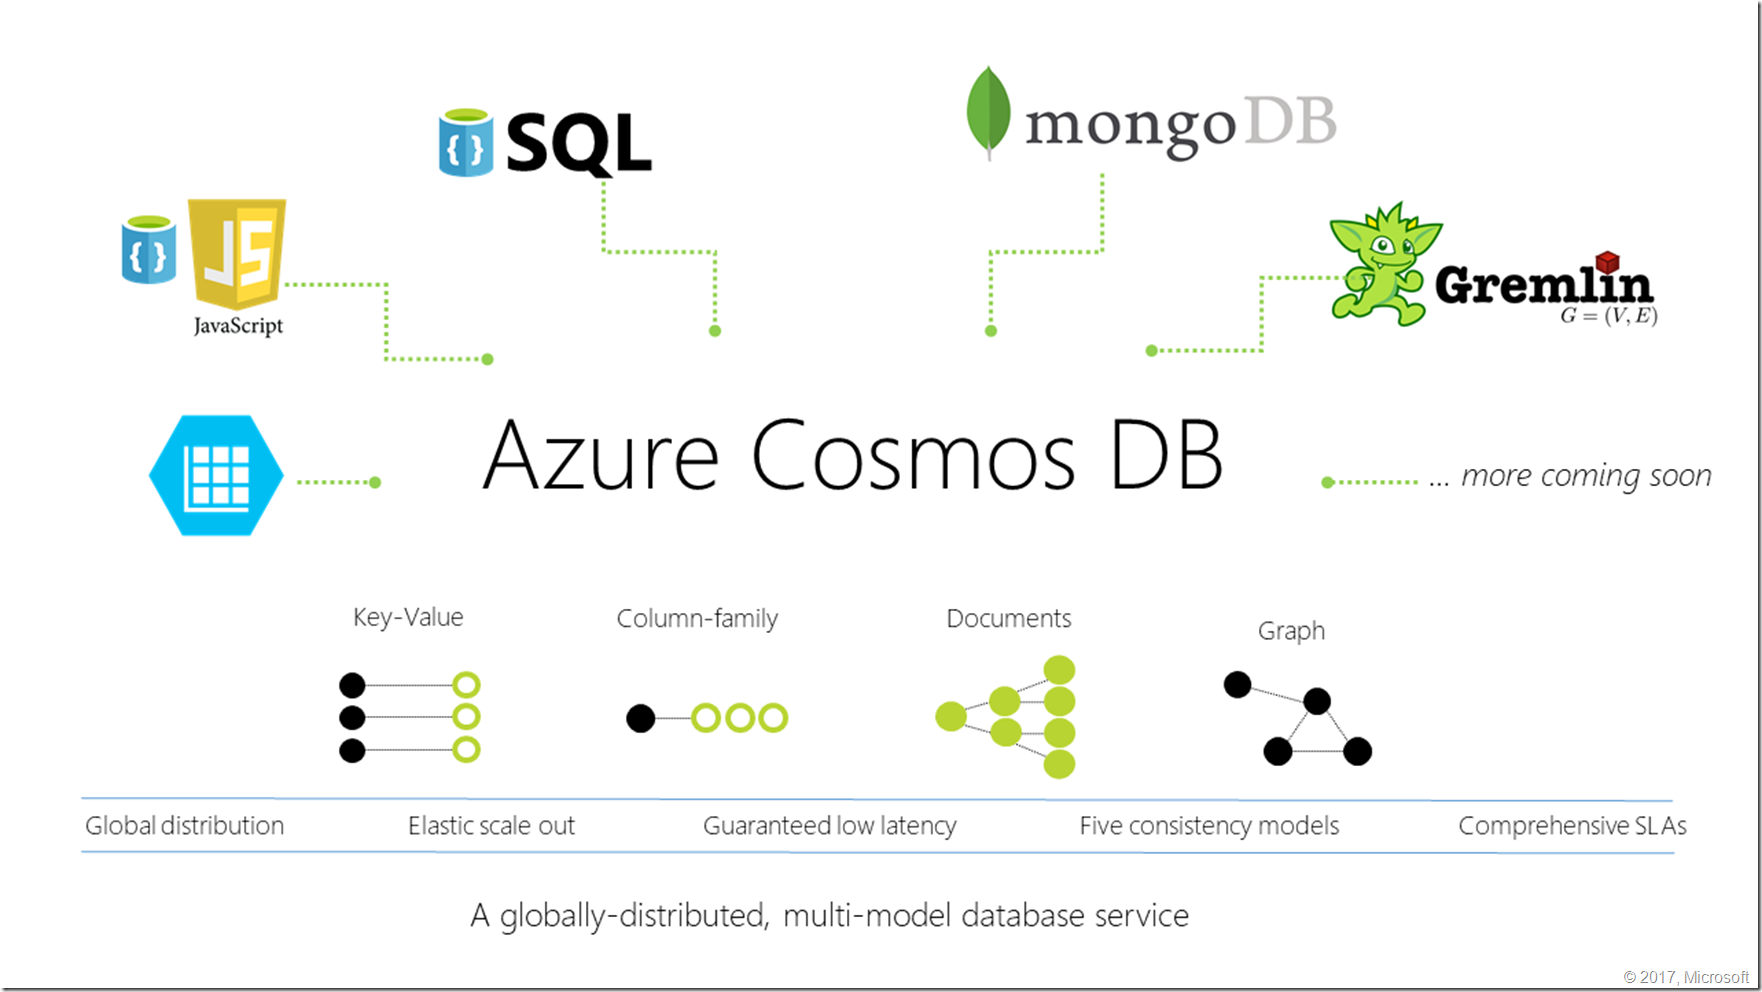 { } SQL
mongoDB
{ } JS
JavaScript
Gremlin
G = (V, E)
Azure Cosmos DB
... more coming soon
Key-Value
Column-family
Documents
Graph
Global distribution
Elastic scale out
Guaranteed low latency
Five consistency models
Comprehensive SLAs
A globally-distributed, multi-model database service
© 2017, Microsoft